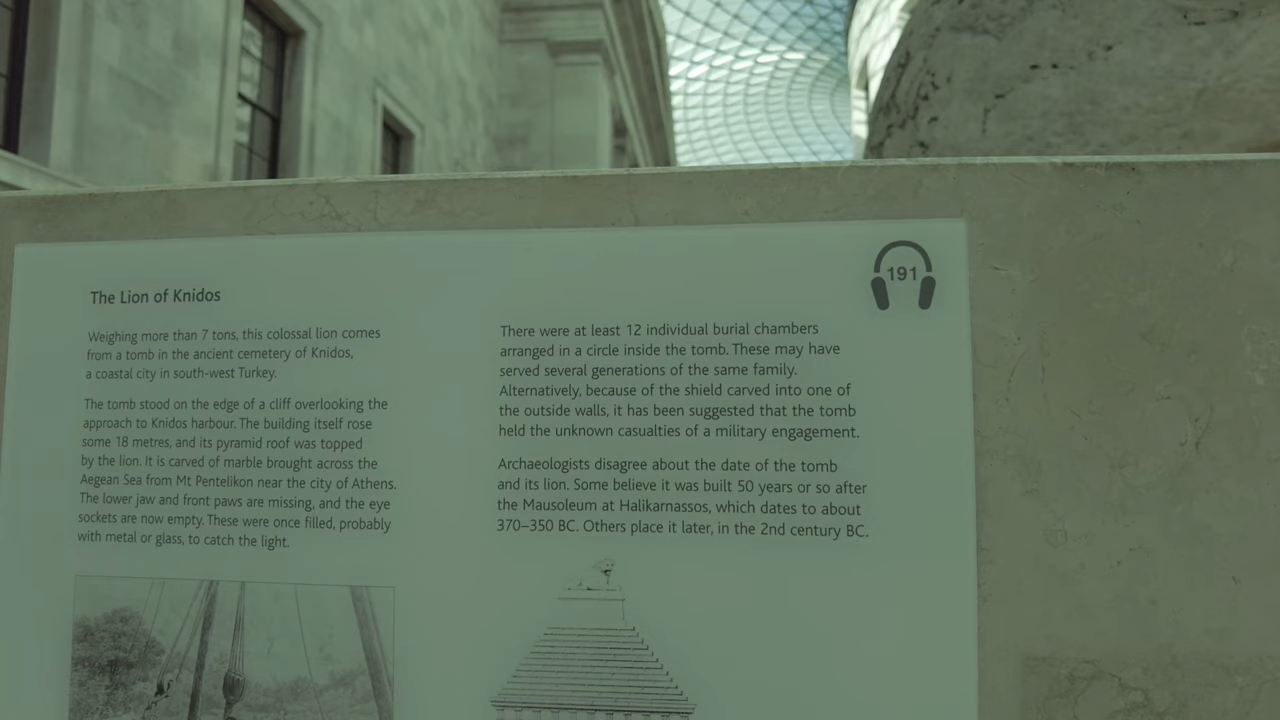 191
The Lion of Knidos
Weighing more than 7 tons, this colossal lion comes
from a tomb in the ancient cemetery of Knidos,
a coastal city in south-west Turkey.
The tomb stood on the edge of a cliff overlooking the
approach to Knidos harbour. The building itself rose
some 18 metres, and its pyramid roof was topped
by the lion. It is carved of marble brought across the
Aegean Sea from Mt Pentelikon near the city of Athens.
The lower jaw and front paws are missing, and the eye
sockets are now empty. These were once filled, probably
with metal or glass, to catch the light.
There were at least 12 individual burial chambers
arranged in a circle inside the tomb. These may have
served several generations of the same family.
Alternatively, because of the shield carved into one of
the outside walls, it has been suggested that the tomb
held the unknown casualties of a military engagement.
Archaeologists disagree about the date of the tomb
and its lion. Some believe it was built 50 years or so after
the Mausoleum at Halikarnassos, which dates to about
370–350 BC. Others place it later, in the 2nd century BC.